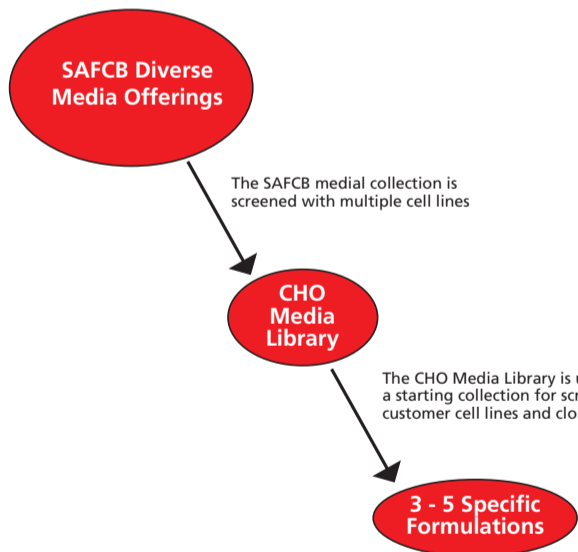 SAFCB Diverse
Media Offerings
The SAFCB medial collection is
screened with multiple cell lines
CHO
Media
Library
The CHO Media Library is
a starting collection for
customer cell lines and
3 - 5 Specific
Formulations